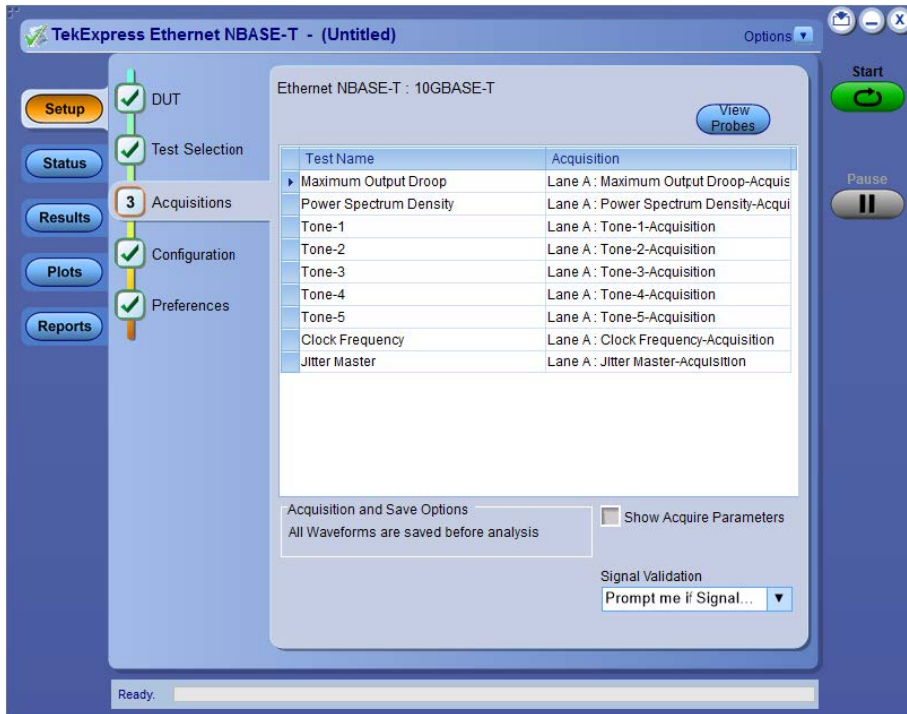 TekExpress Ethernet NBASE-T - (Untitled)
Options
X
Start
Pause
Setup
Status
Results
Plots
Reports
DUT
Test Selection
3 Acquisitions
Configuration
Preferences
Ethernet NBASE-T : 10GBASE-T
View
Probes
Test Name Acquisition
Maximum Output Droop Lane A : Maximum Output Droop-Acquis
Power Spectrum Density Lane A : Power Spectrum Density-Acqui
Tone-1 Lane A : Tone-1-Acquisition
Tone-2 Lane A : Tone-2-Acquisition
Tone-3 Lane A : Tone-3-Acquisition
Tone-4 Lane A : Tone-4-Acquisition
Tone-5 Lane A : Tone-5-Acquisition
Clock Frequency Lane A : Clock Frequency-Acquisition
Jitter Master Lane A : Jitter Master-Acquisition
Acquisition and Save Options
All Waveforms are saved before analysis
Show Acquire Parameters
Signal Validation
Prompt me if Signal...
Ready.